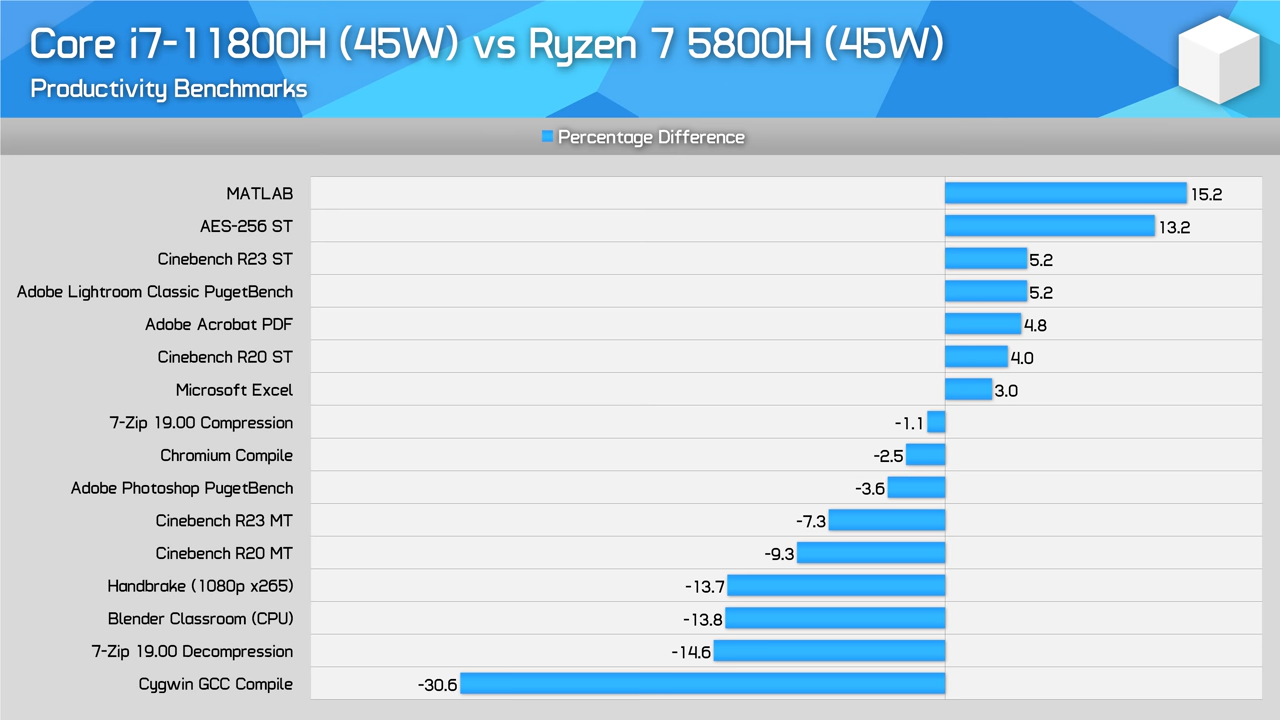 Core i7-11800H (45W) vs Ryzen 7 5800H (45W)
Productivity Benchmarks
Percentage Difference
MATLAB 15.2
AES-256 ST 13.2
Cinebench R23 ST 5.2
Adobe Lightroom Classic PugetBench 5.2
Adobe Acrobat PDF 4.8
Cinebench R20 ST 4.0
Microsoft Excel 3.0
7-Zip 19.00 Compression -1.1
Chromium Compile -2.5
Adobe Photoshop PugetBench -3.6
Cinebench R23 MT -7.3
Cinebench R20 MT -9.3
Handbrake (1080p x265) -13.7
Blender Classroom (CPU) -13.8
7-Zip 19.00 Decompression -14.6
Cygwin GCC Compile -30.6